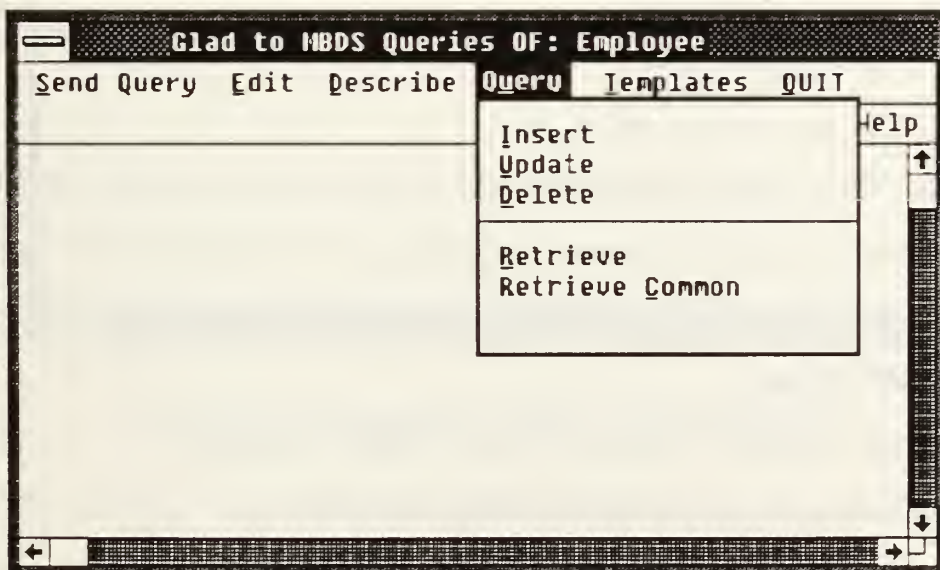 Glad to MBDS Queries OF: Employee
Send Query Edit Describe Query Templates QUIT
Help
Insert
Update
Delete
Retrieve
Retrieve Common